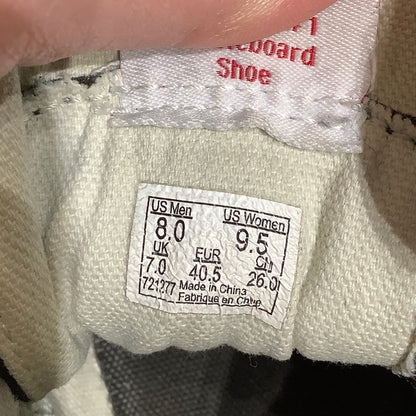 Shoe
US Men US Women
8.0 9.5
UK EUR Cm
7.0 40.5 26.0
721277 Made in China
Fabriqué en Chine